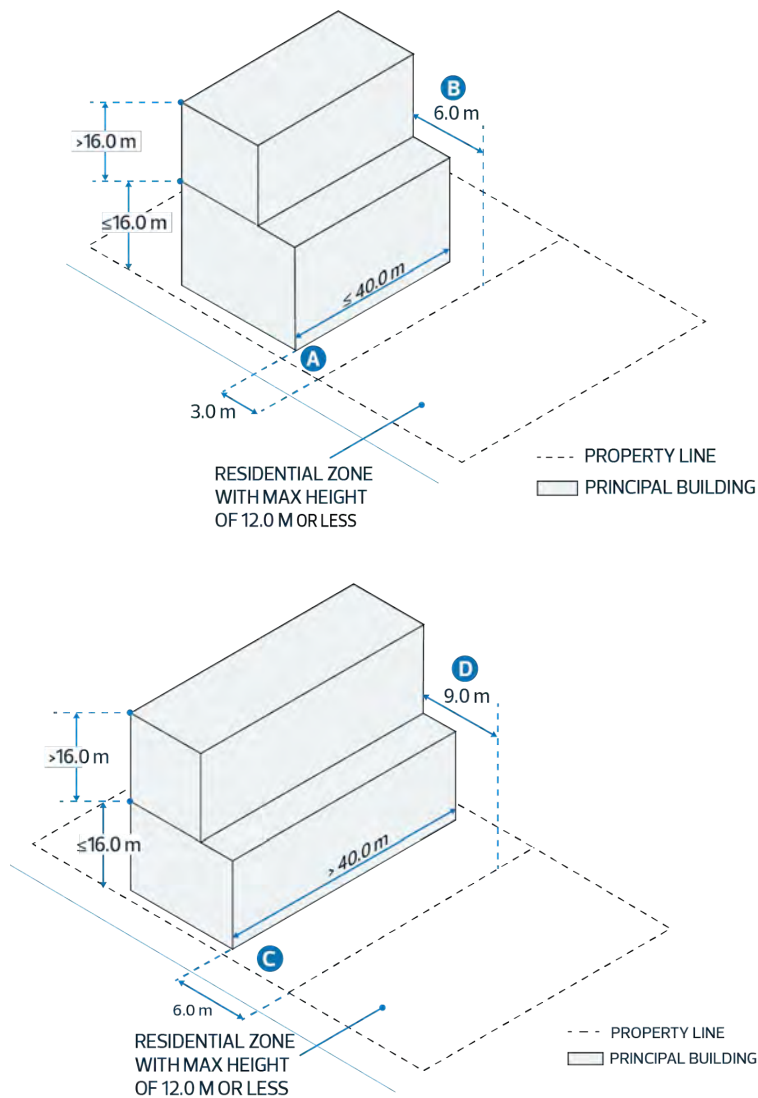 B
6.0 m
>16.0 m
≤16.0 m
≤ 40.0 m
A
3.0 m
RESIDENTIAL ZONE
WITH MAX HEIGHT
OF 12.0 M OR LESS
PROPERTY LINE
PRINCIPAL BUILDING
D
9.0 m
>16.0 m
≤16.0 m
> 40.0 m
C
6.0 m
RESIDENTIAL ZONE
WITH MAX HEIGHT
OF 12.0 M OR LESS
PROPERTY LINE
PRINCIPAL BUILDING